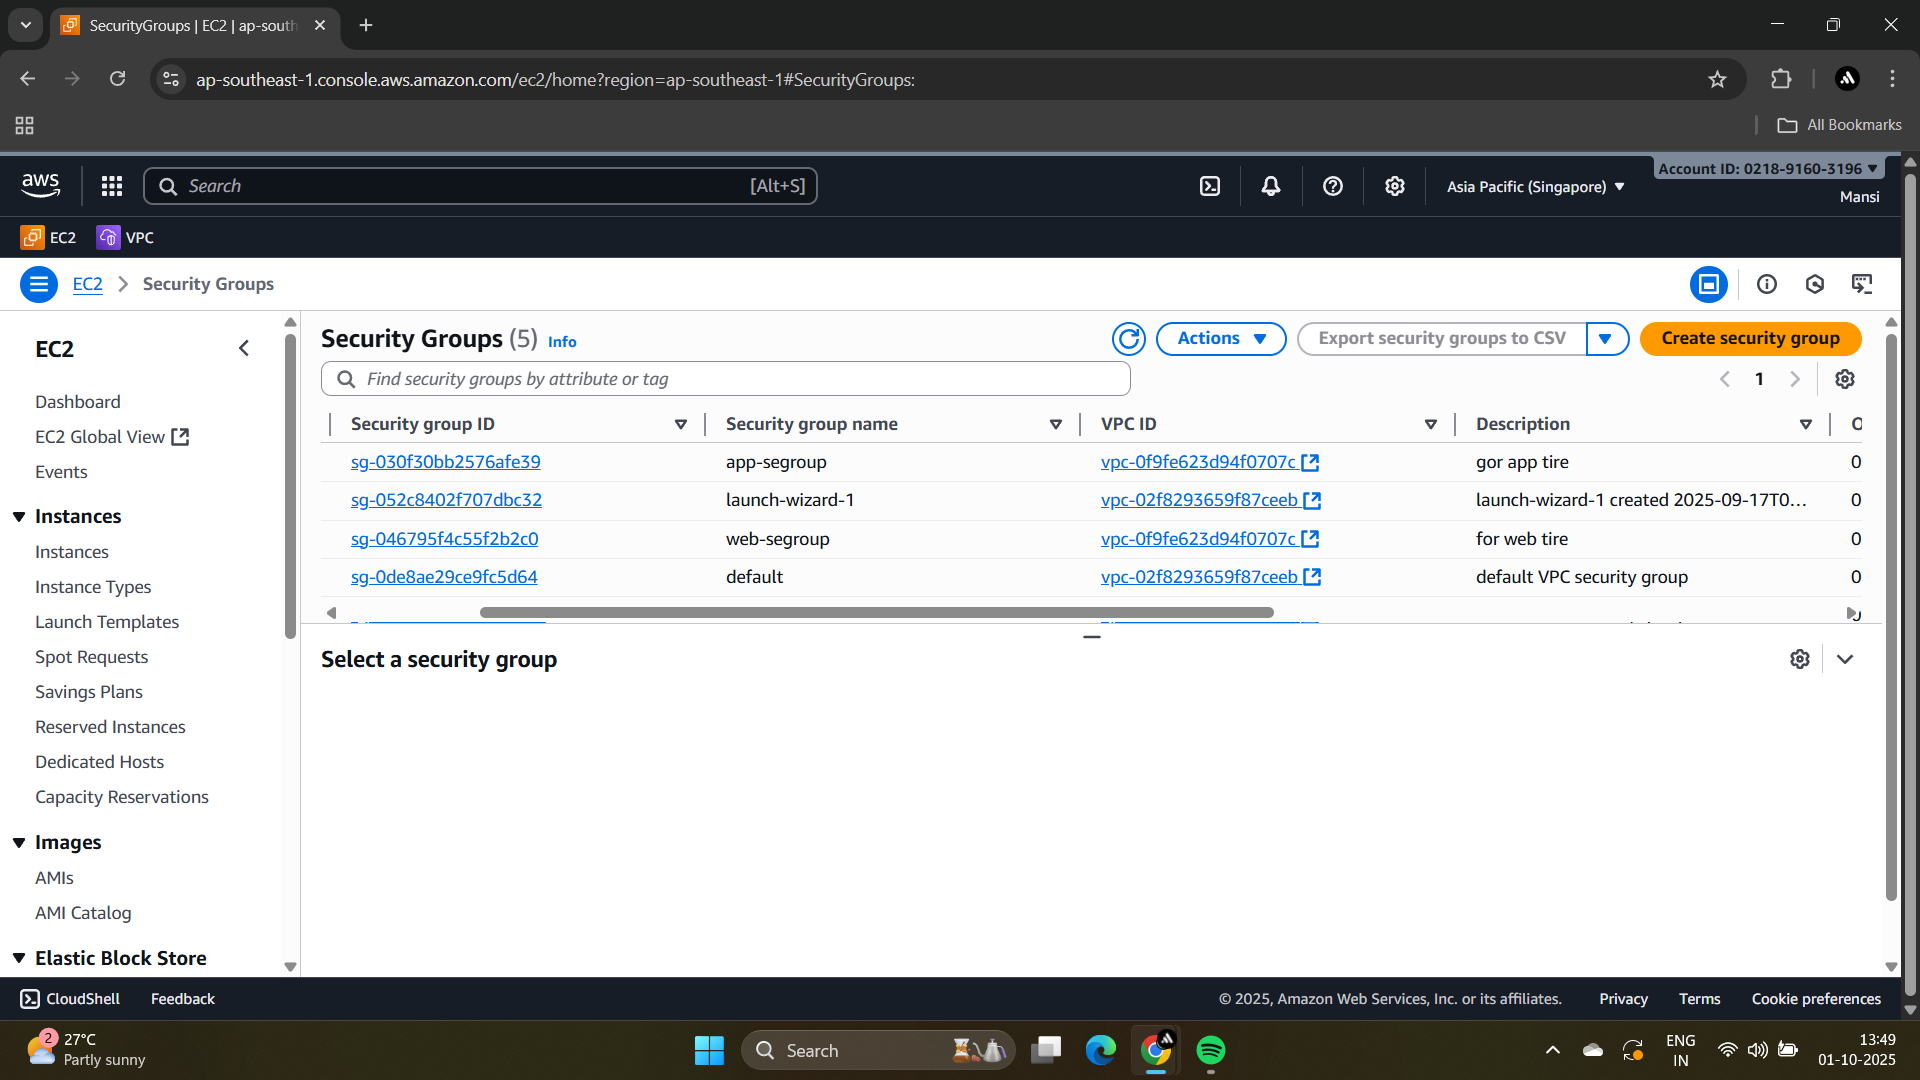 SecurityGroups | EC2 | ap-south
ap-southeast-1.console.aws.amazon.com/ec2/home?region=ap-southeast-1#SecurityGroups:
All Bookmarks
aws
Search
[Alt+S]
Asia Pacific (Singapore)
Account ID: 0218-9160-3196
Mansi
EC2
VPC
EC2
Security Groups
EC2
Dashboard
EC2 Global View
Events
Instances
Instances
Instance Types
Launch Templates
Spot Requests
Savings Plans
Reserved Instances
Dedicated Hosts
Capacity Reservations
Images
AMIs
AMI Catalog
Elastic Block Store
Security Groups (5) Info
Actions
Export security groups to CSV
Create security group
Find security groups by attribute or tag
1
Security group ID Security group name VPC ID Description O
sg-030f30bb2576afe39 app-segroup vpc-0f9fe623d94f0707c gor app tire 0
sg-052c8402f707dbc32 launch-wizard-1 vpc-02f8293659f87ceeb launch-wizard-1 created 2025-09-17T0... 0
sg-046795f4c55f2b2c0 web-segroup vpc-0f9fe623d94f0707c for web tire 0
sg-0de8ae29ce9fc5d64 default vpc-02f8293659f87ceeb default VPC security group 0
Select a security group
CloudShell
Feedback
© 2025, Amazon Web Services, Inc. or its affiliates.
Privacy
Terms
Cookie preferences
2
27°C
Partly sunny
Search
ENG
IN
13:49
01-10-2025